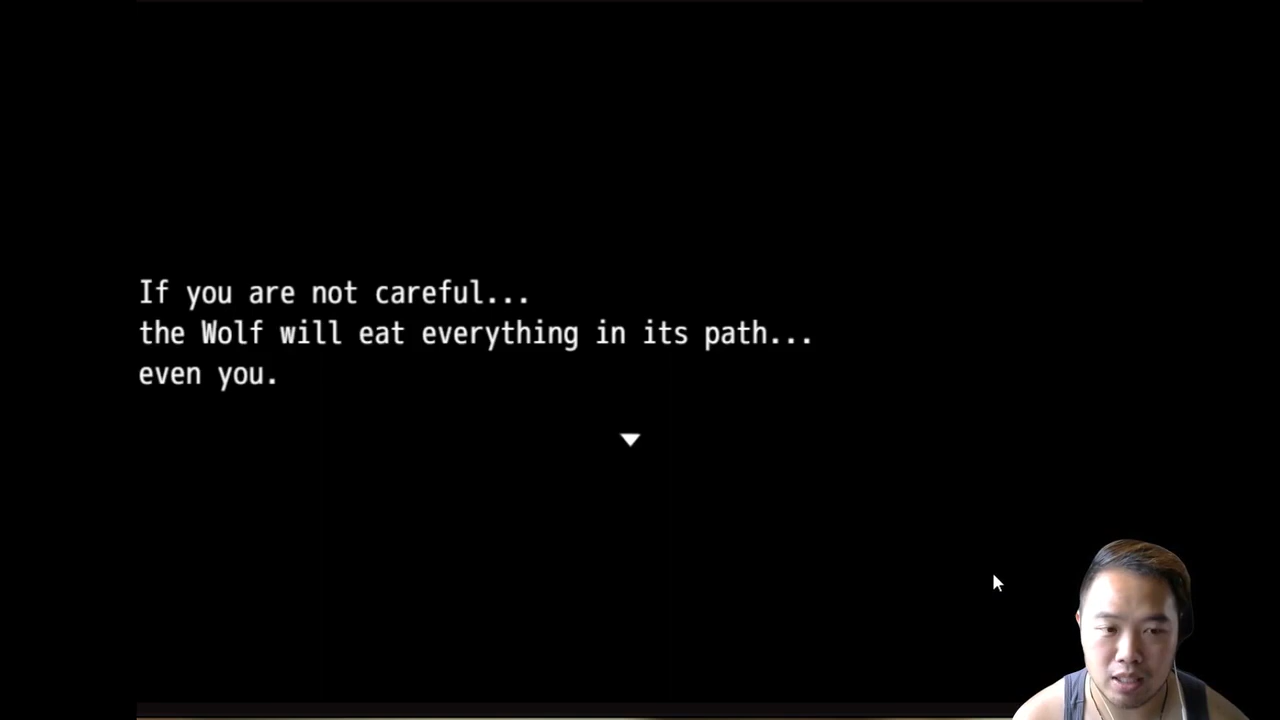 If you are not careful...
the Wolf will eat everything in its path...
even you.